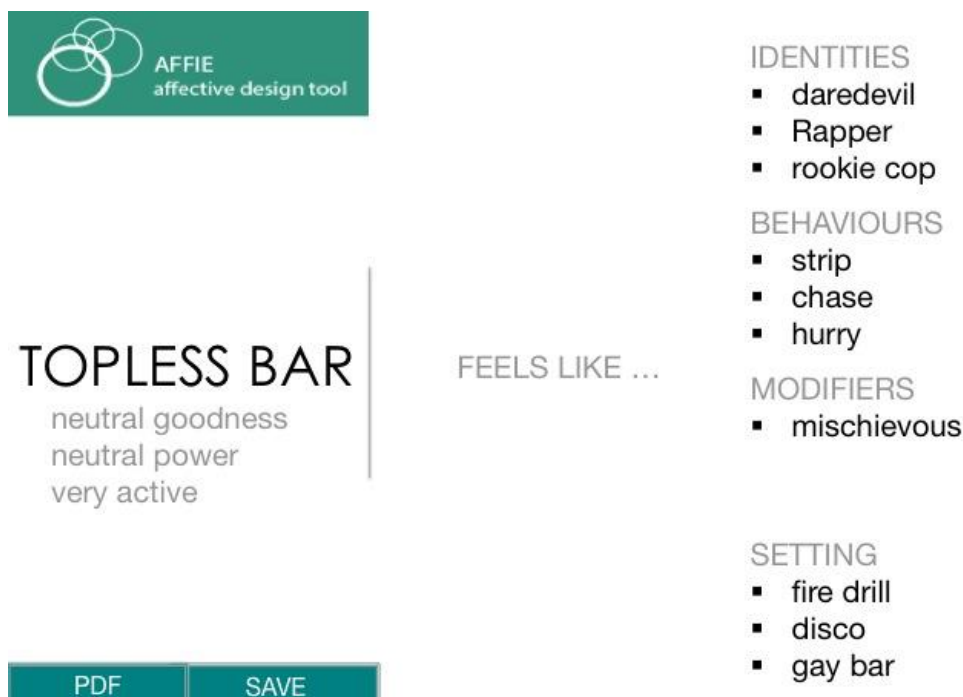 AFFIE
affective design tool
TOPLESS BAR
neutral goodness
neutral power
very active
FEELS LIKE ...
IDENTITIES
▪ daredevil
▪ Rapper
▪ rookie cop
BEHAVIOURS
▪ strip
▪ chase
▪ hurry
MODIFIERS
▪ mischievous
SETTING
▪ fire drill
▪ disco
▪ gay bar
PDF
SAVE